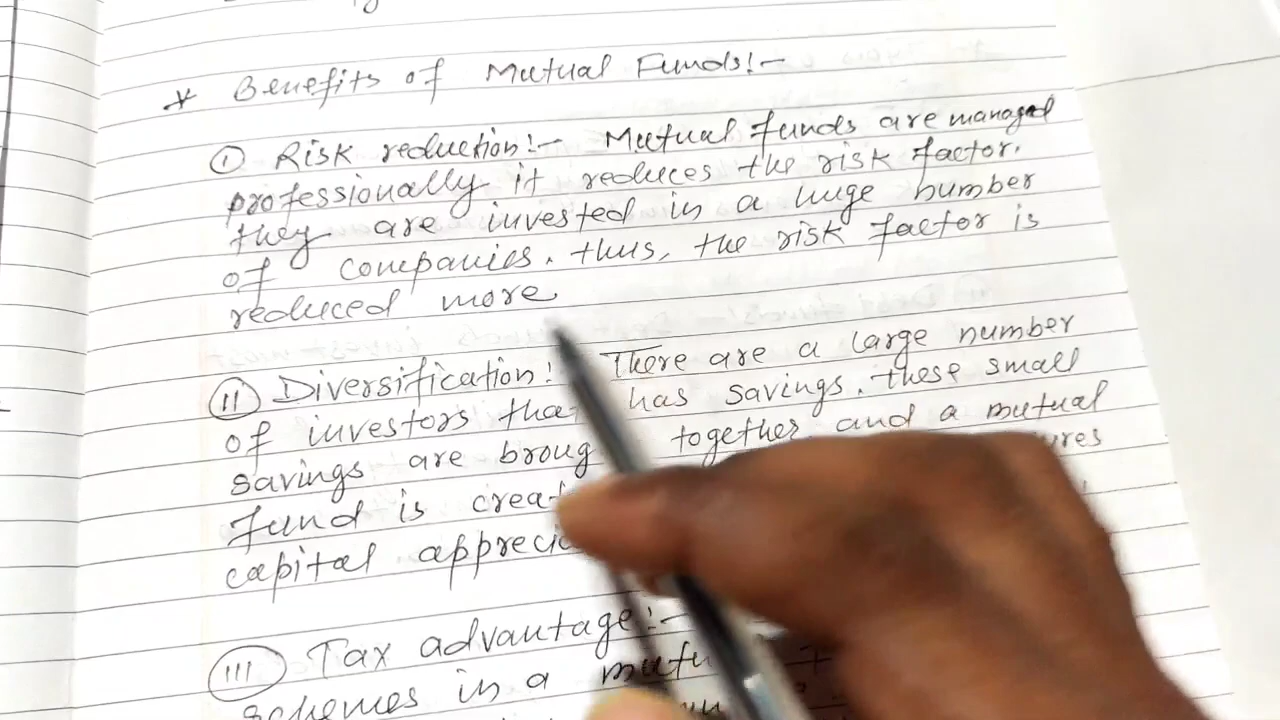 * Benefits of Mutual Funds:-
① Risk reduction:- Mutual funds are managed
professionally it reduces the risk factor.
they are invested in a huge number
of companies. thus, the risk factor is
reduced more
II Diversification: There are a large number
of investors that has savings. these small
savings are together and a mutual
fund is
capital
III Tax advantage:-
schemes in a